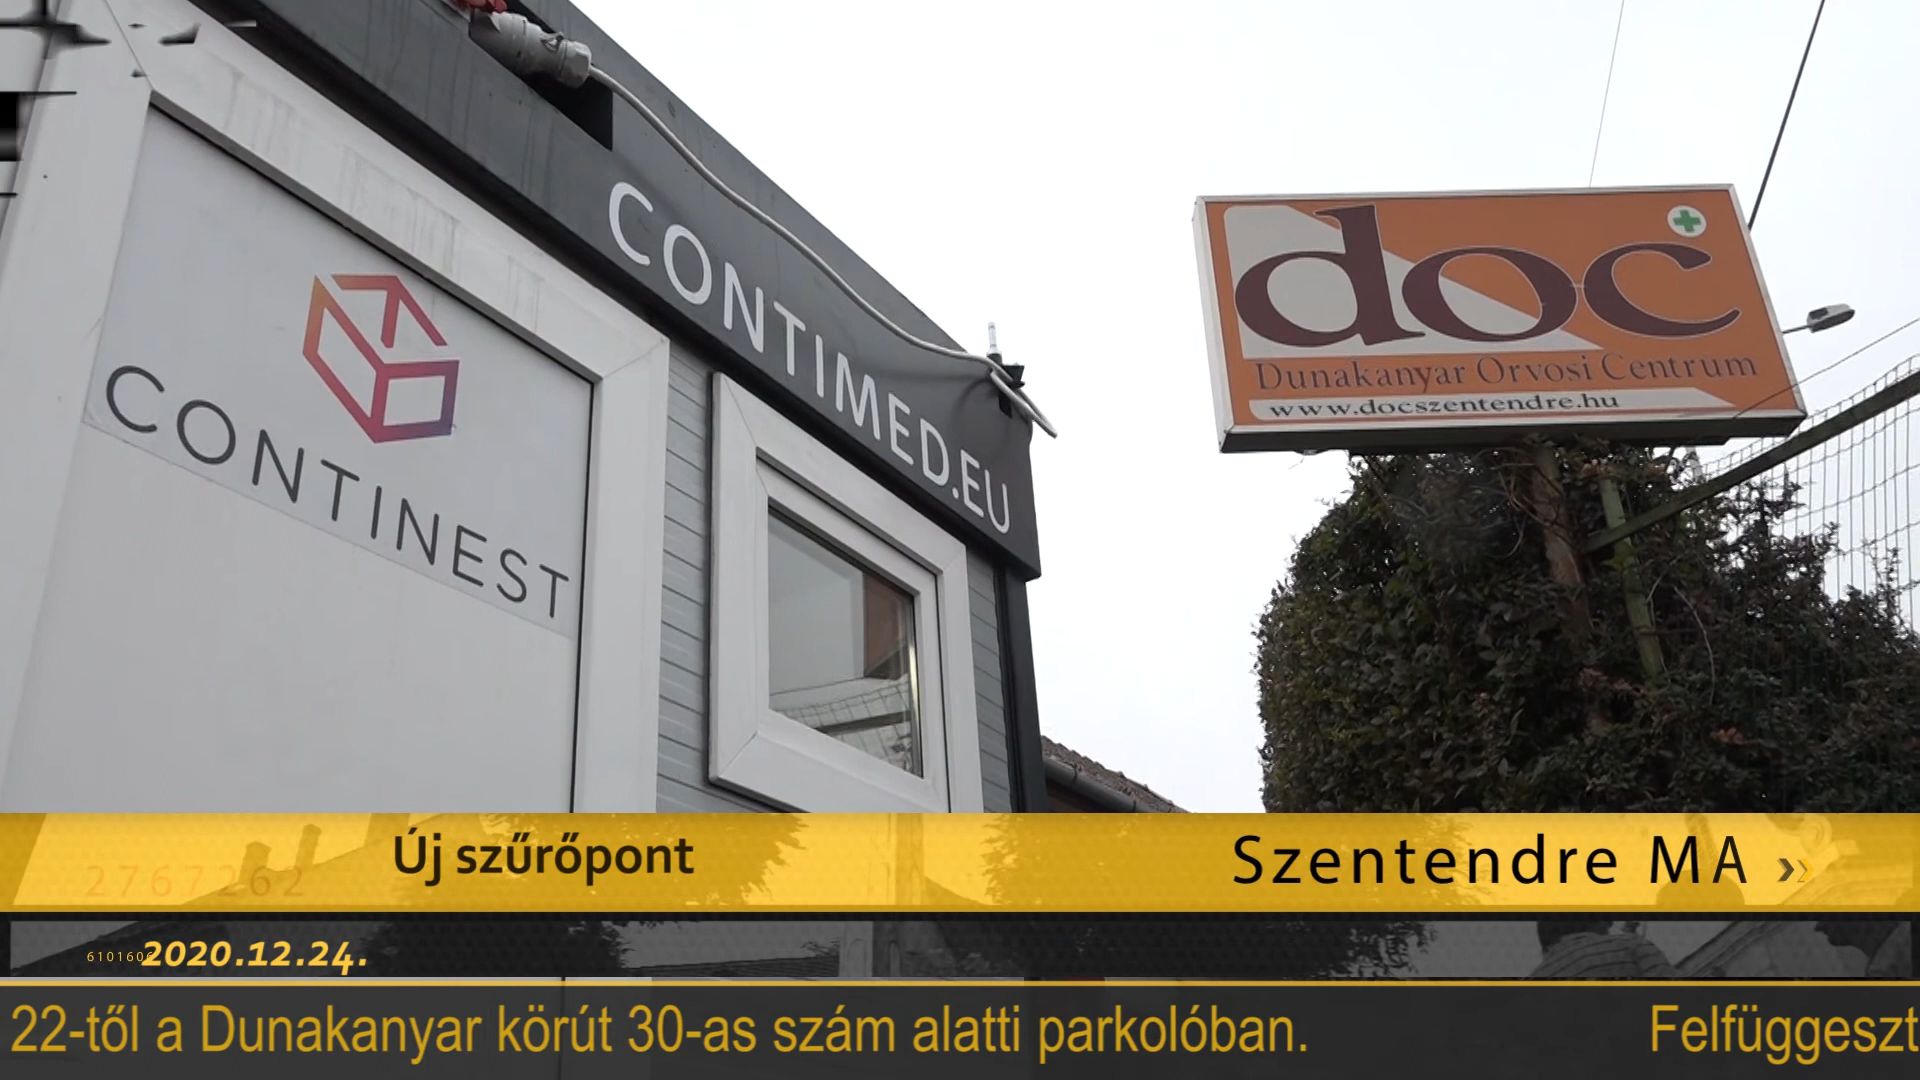 CONTIMED.EU
CONTINEST
doc
Dunakanyar Orvosi Centrum
www.docszentendre.hu
Új szűrőpont
Szentendre MA
2767262
2020.12.24.
22-től a Dunakanyar körút 30-as szám alatti parkolóban.
Felfüggeszt